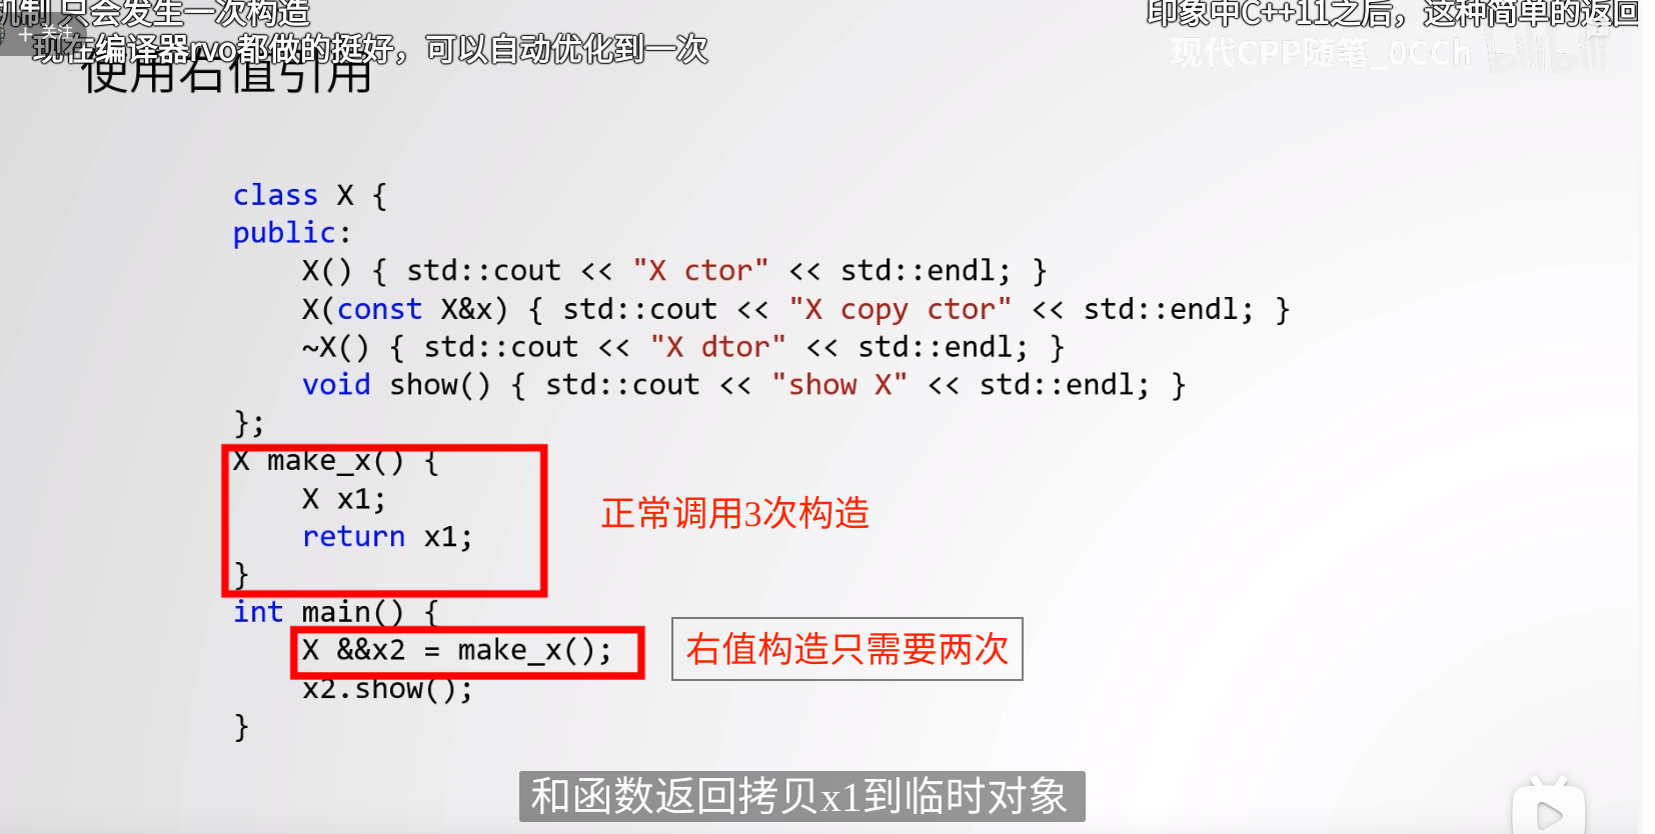 机制 只会发生一次构造
印象中C++11之后，这种简单的返回
+ 关注
现在编译器rvo都做的挺好，可以自动优化到一次
现代CPP随笔_0CCh bilibili
使用右值引用
class X {
public:
X() { std::cout << "X ctor" << std::endl; }
X(const X&x) { std::cout << "X copy ctor" << std::endl; }
~X() { std::cout << "X dtor" << std::endl; }
void show() { std::cout << "show X" << std::endl; }
};
X make_x() {
X x1;
return x1;
}
正常调用3次构造
int main() {
X &&x2 = make_x();
右值构造只需要两次
x2.show();
}
和函数返回拷贝x1到临时对象